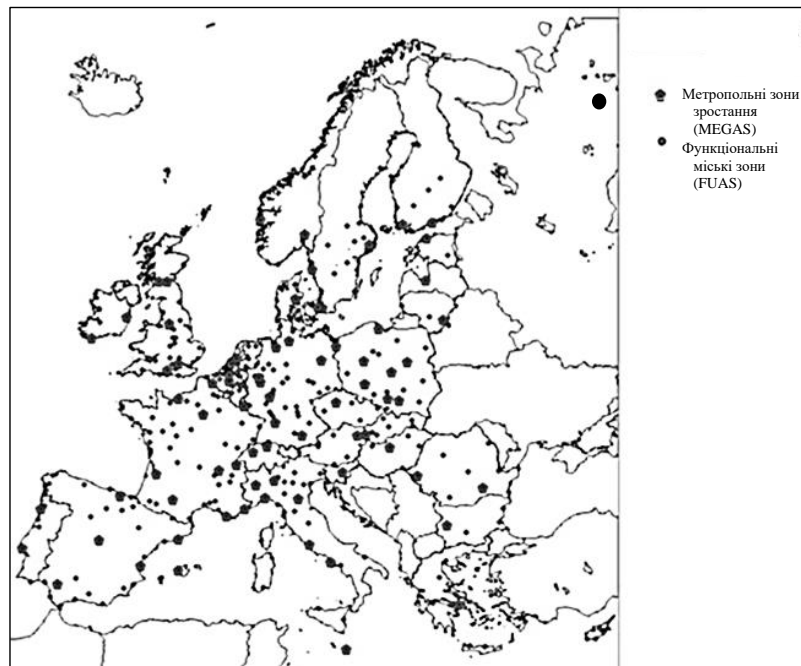 Метропольні зони
зростання
(MEGAS)
Функціональні
міські зони
(FUAS)